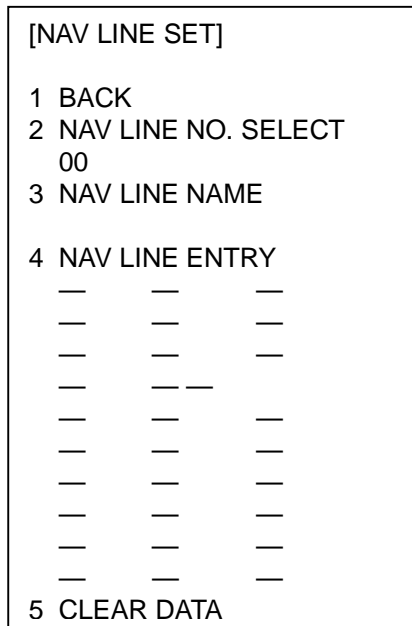 [NAV LINE SET]
1 BACK
2 NAV LINE NO. SELECT
00
3 NAV LINE NAME
4 NAV LINE ENTRY
— — —
— — —
— — —
— — —
— — —
— — —
— — —
— — —
— — —
— — —
5 CLEAR DATA